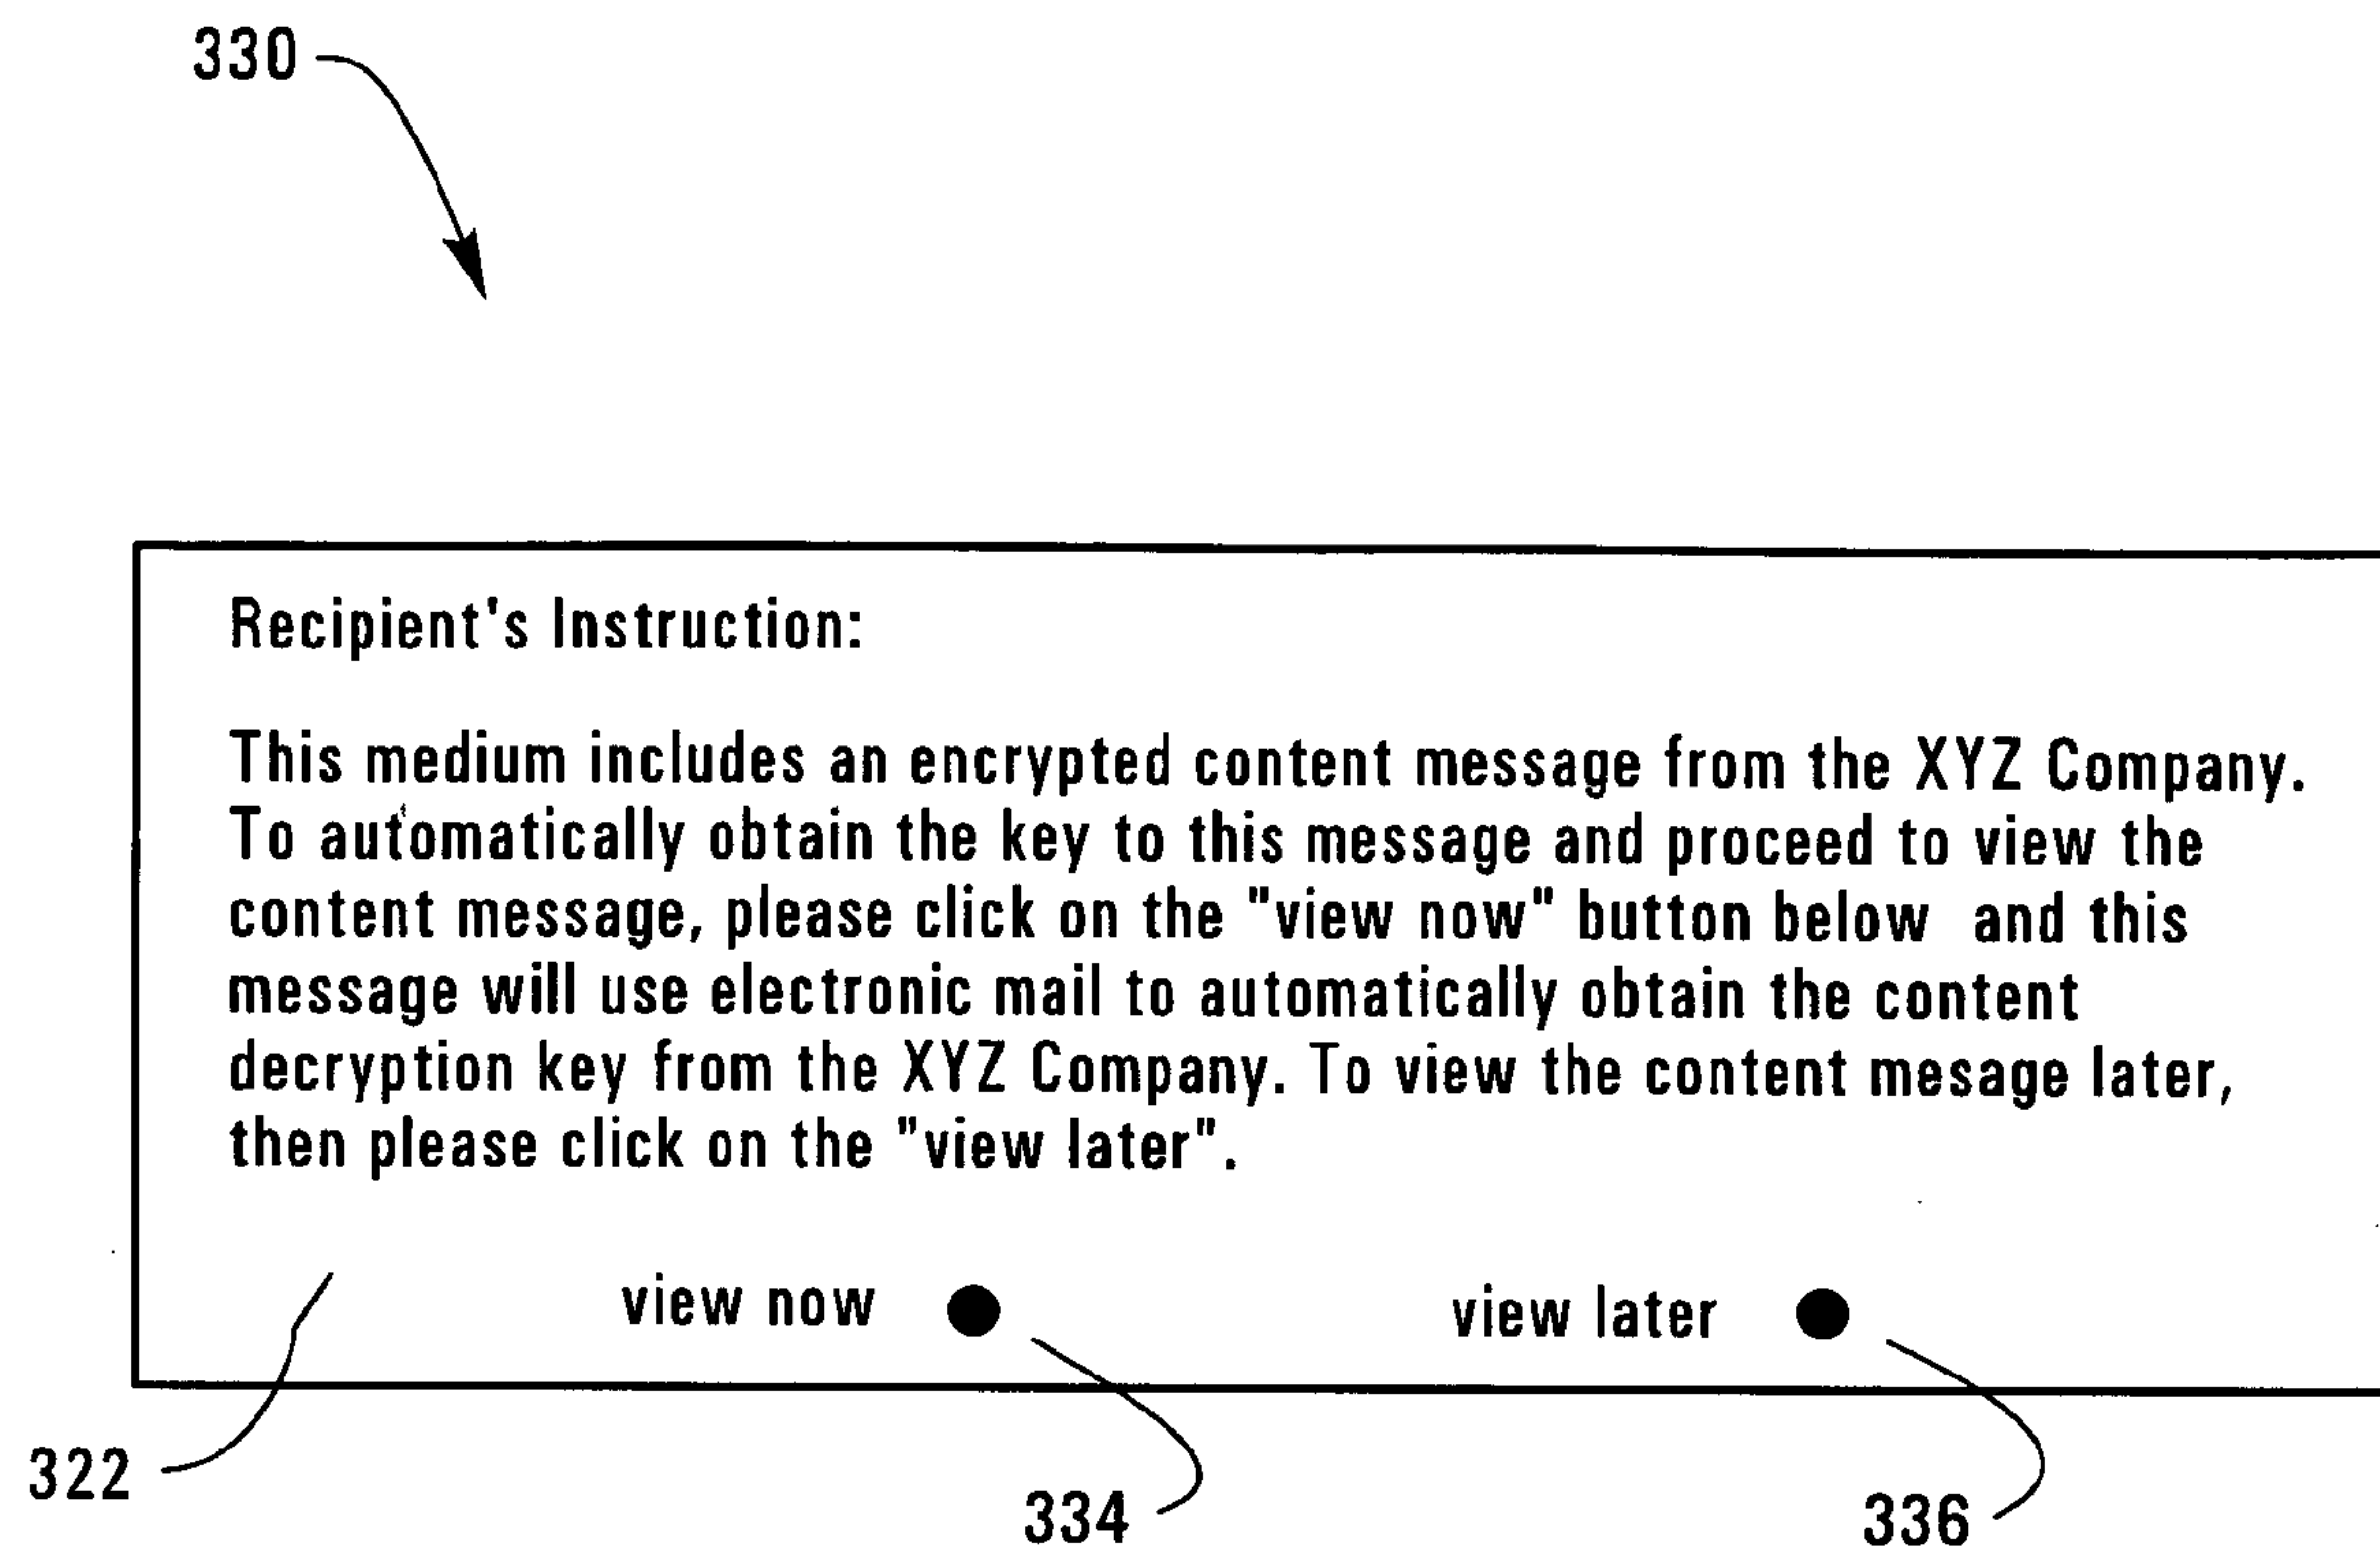 330
Recipient's Instruction:
This medium includes an encrypted content message from the XYZ Company.
To automatically obtain the key to this message and proceed to view the
content message, please click on the "view now" button below and this
message will use electronic mail to automatically obtain the content
decryption key from the XYZ Company. To view the content mesage later,
then please click on the "view later".
view now view later
322
334 336